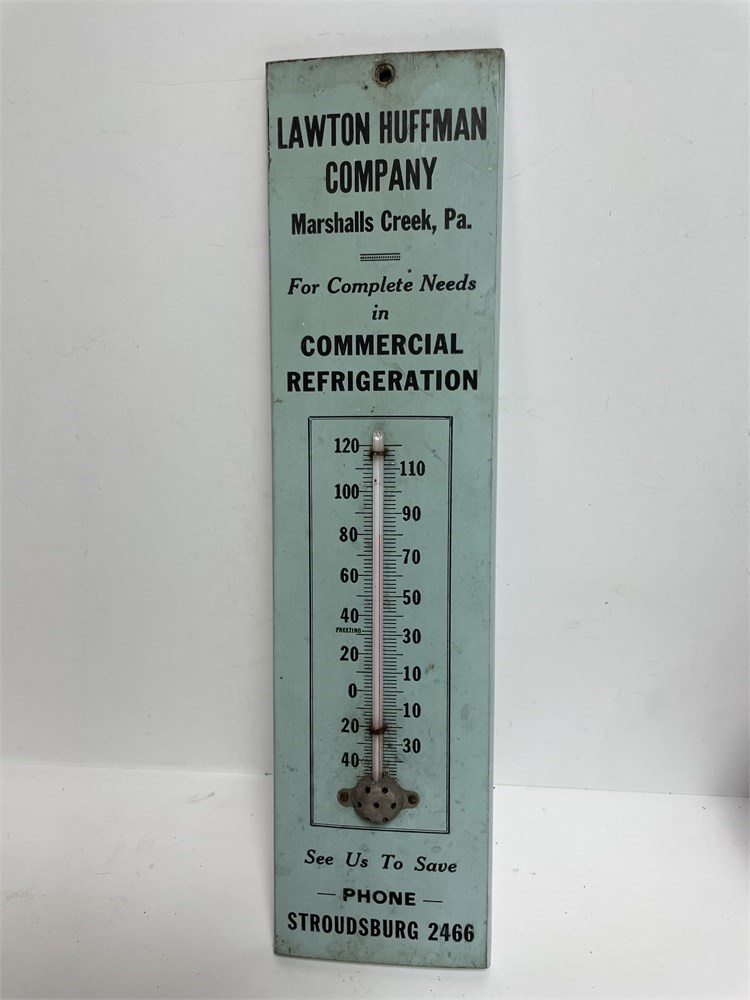 LAWTON HUFFMAN
COMPANY
Marshalls Creek, Pa.
For Complete Needs
in
COMMERCIAL
REFRIGERATION
120
110
100
90
80
70
60
50
40
FREEZING
30
20
10
0
10
20
30
40
See Us To Save
— PHONE —
STROUDSBURG 2466